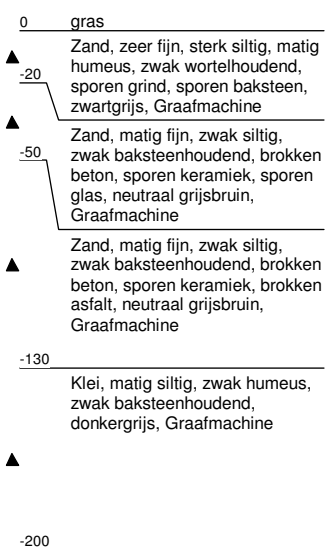 0 gras
Zand, zeer fijn, sterk siltig, matig
humeus, zwak wortelhoudend,
-20
sporen grind, sporen baksteen,
zwartgrijs, Graafmachine
Zand, matig fijn, zwak siltig,
-50
zwak baksteenhoudend, brokken
beton, sporen keramiek, sporen
glas, neutraal grijsbruin,
Graafmachine
Zand, matig fijn, zwak siltig,
zwak baksteenhoudend, brokken
beton, sporen keramiek, brokken
asfalt, neutraal grijsbruin,
Graafmachine
-130
Klei, matig siltig, zwak humeus,
zwak baksteenhoudend,
donkergrijs, Graafmachine
-200